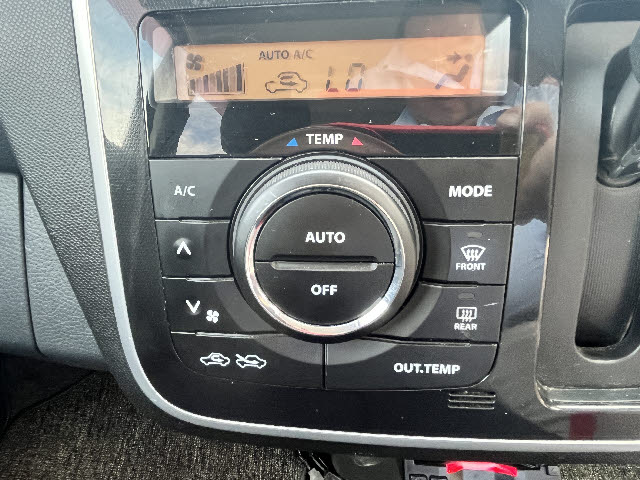 AUTO A/C
LO
TEMP
A/C
MODE
AUTO
OFF
FRONT
REAR
OUT.TEMP